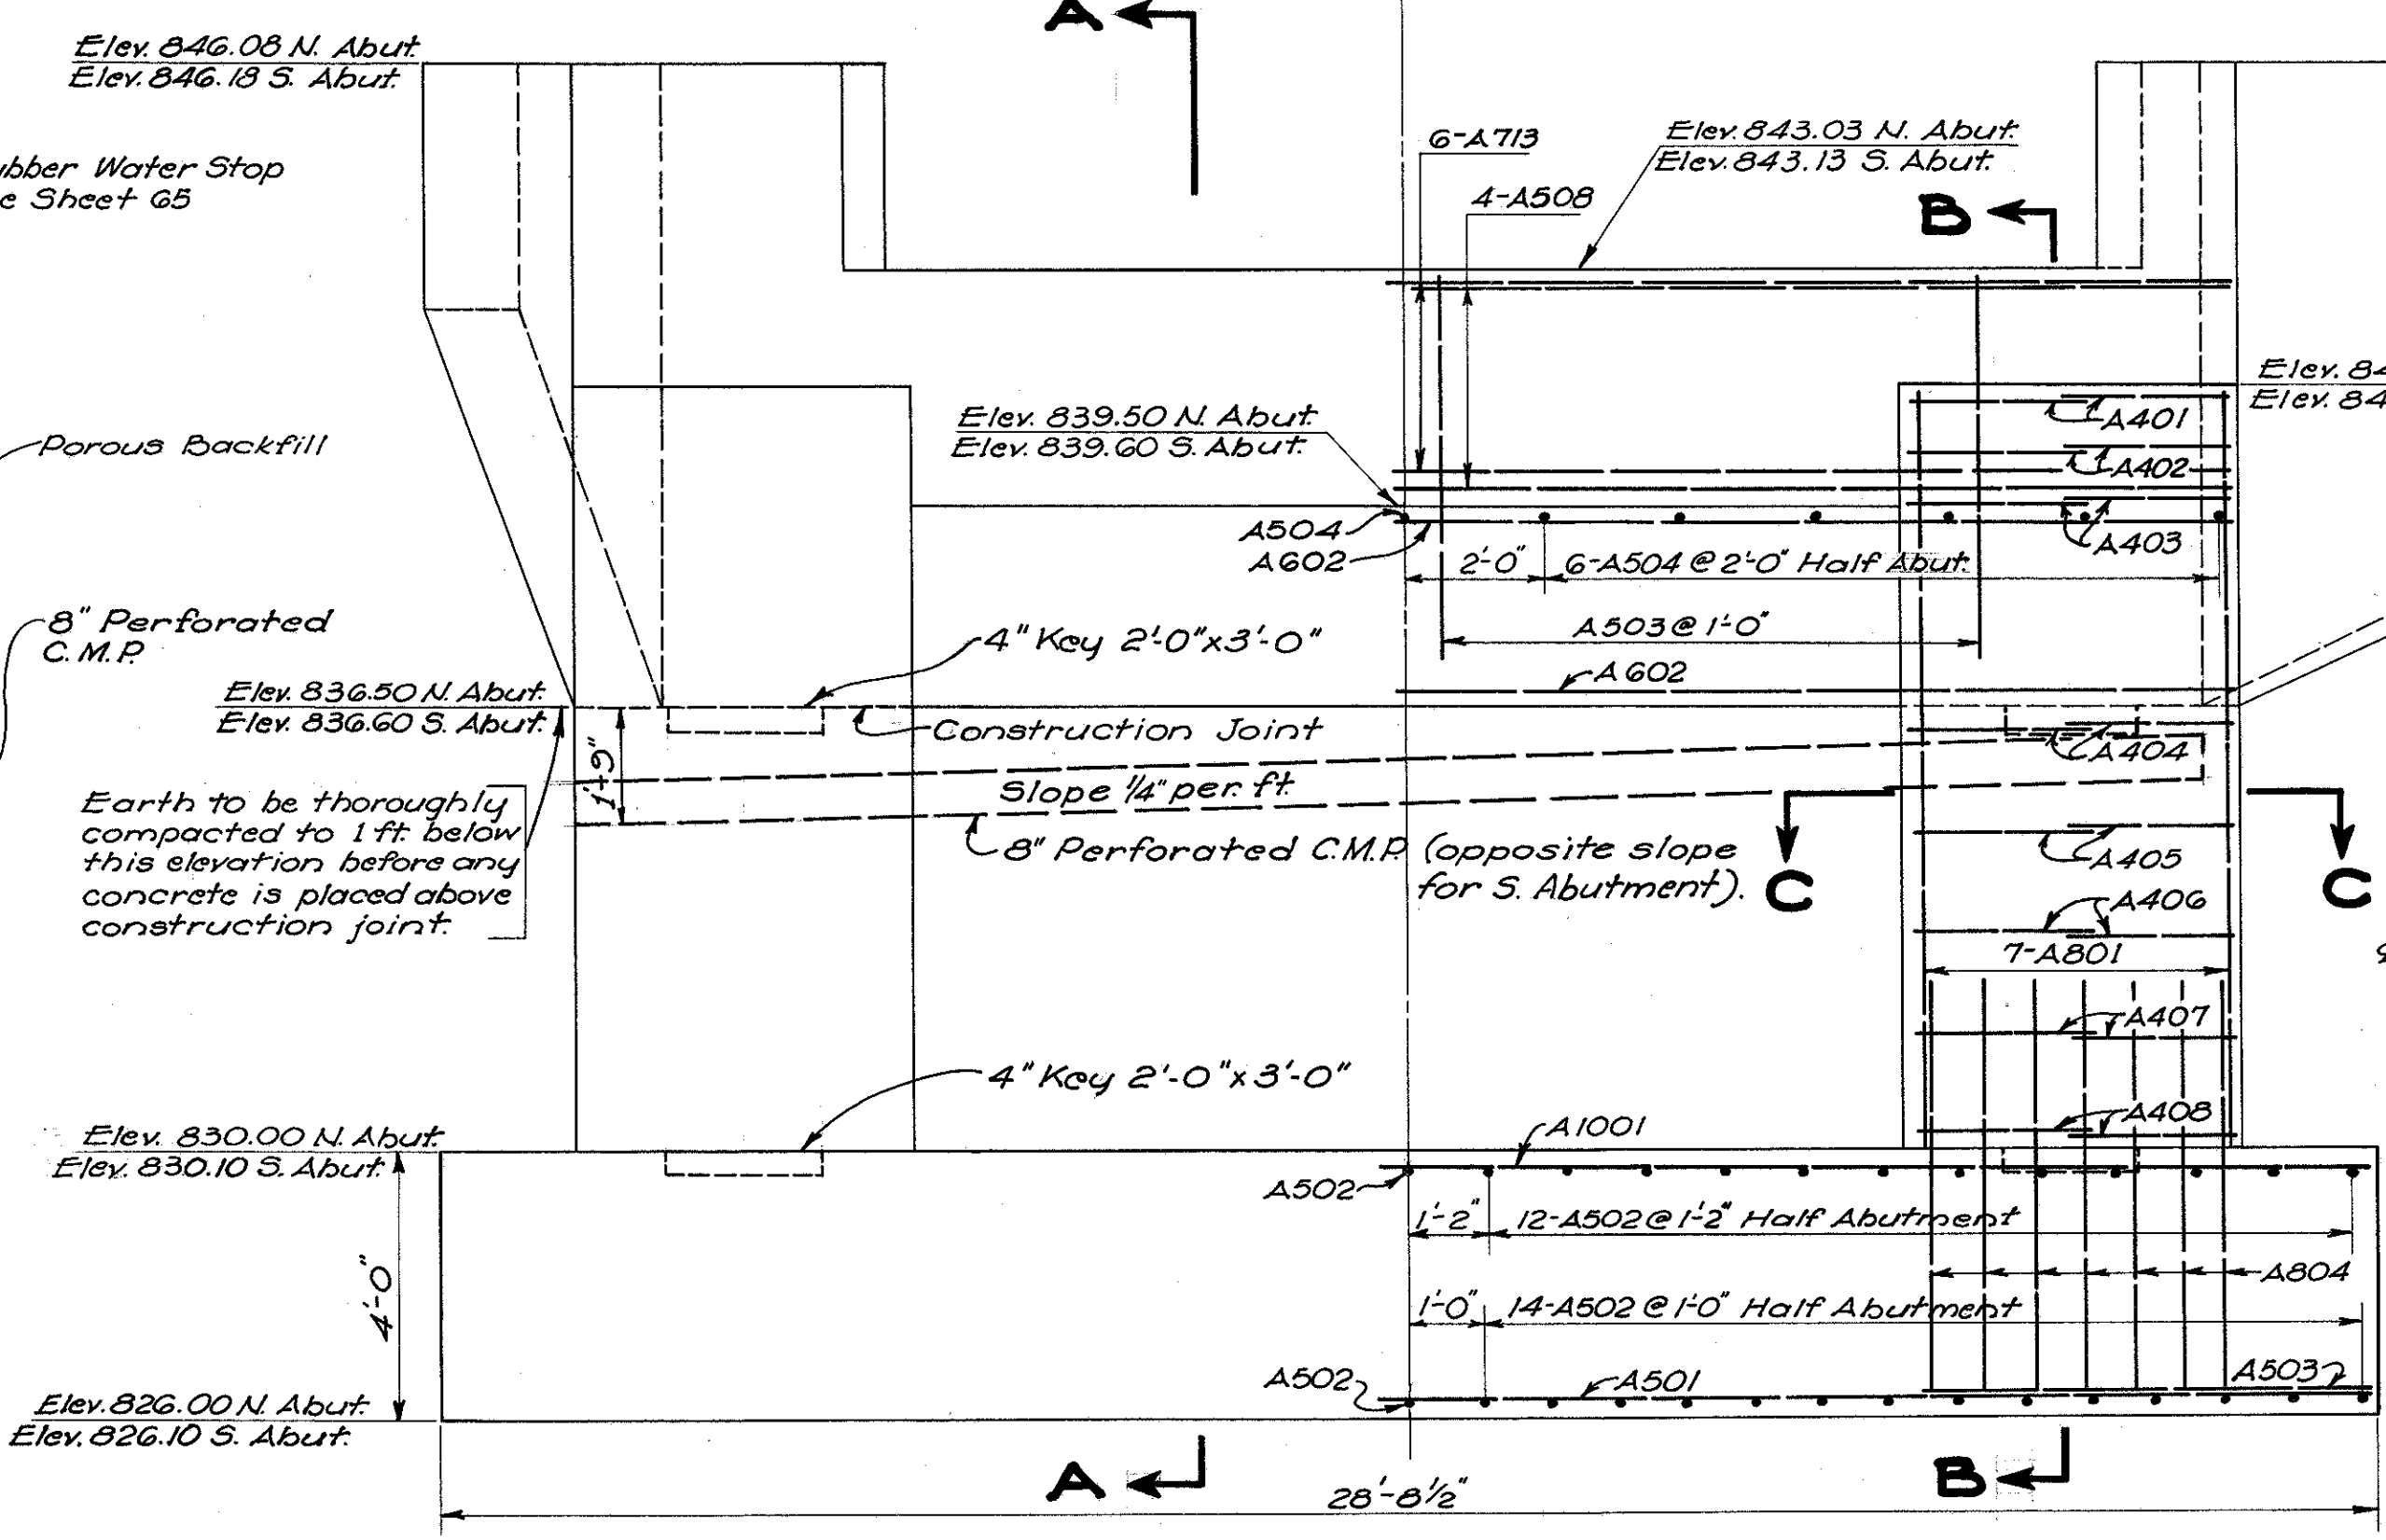 A
Elev. 846.08 N. Abut.
Elev. 846.18 S. Abut.
Water Stop
Sheet 65
6-A713
Elev. 843.03 N. Abut.
Elev. 843.13 S. Abut.
4-A508
B
Elev. 839.50 N. Abut.
Elev. 839.60 S. Abut.
Elev.
Elev.
A401
Porous Backfill
A402
A504
A602
A403
2'-0"
6-A504 @ 2'-0" Half Abut.
8" Perforated
C.M.P.
4" Key 2'-0"x3'-0"
A503 @ 1'-0"
A602
Elev. 836.50 N. Abut.
Elev. 836.60 S. Abut.
Construction Joint
A404
1'-9"
Slope 1/4" per. ft.
Earth to be thoroughly
compacted to 1 ft. below
this elevation before any
concrete is placed above
construction joint.
8" Perforated C.M.P. (opposite slope
for S. Abutment).
C
C
A405
A406
7-A801
A407
4" Key 2'-0"x3'-0"
A408
Elev. 830.00 N. Abut.
Elev. 830.10 S. Abut.
A1001
A502
1'-2"
12-A502 @ 1'-2" Half Abutment
A804
4'-0"
1'-0"
14-A502 @ 1'-0" Half Abutment
A502
A501
A503
Elev. 826.00 N. Abut.
Elev. 826.10 S. Abut.
A
B
28'-8½"